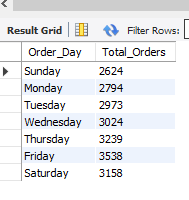 Result Grid Filter Rows:
Order_Day Total_Orders
Sunday 2624
Monday 2794
Tuesday 2973
Wednesday 3024
Thursday 3239
Friday 3538
Saturday 3158